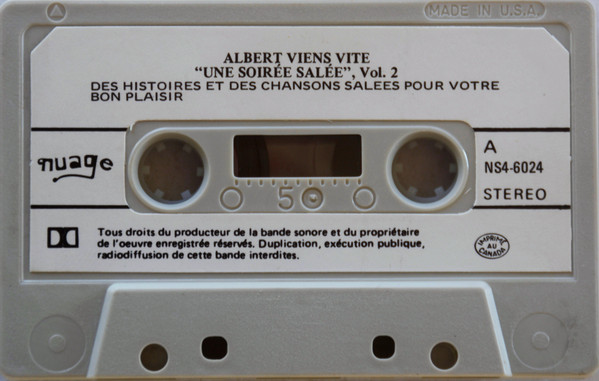 MADE IN U.S.A.
ALBERT VIENS VITE
“UNE SOIRÉE SALÉE”, Vol. 2
DES HISTOIRES ET DES CHANSONS SALEES POUR VOTRE
BON PLAISIR
nuage
A
NS4-6024
STEREO
50
Tous droits du producteur de la bande sonore et du propriétaire
de l'oeuvre enregistrée réservés. Duplication, exécution publique,
radiodiffusion de cette bande interdites.
IMPRIMÉ
AU
CANADA